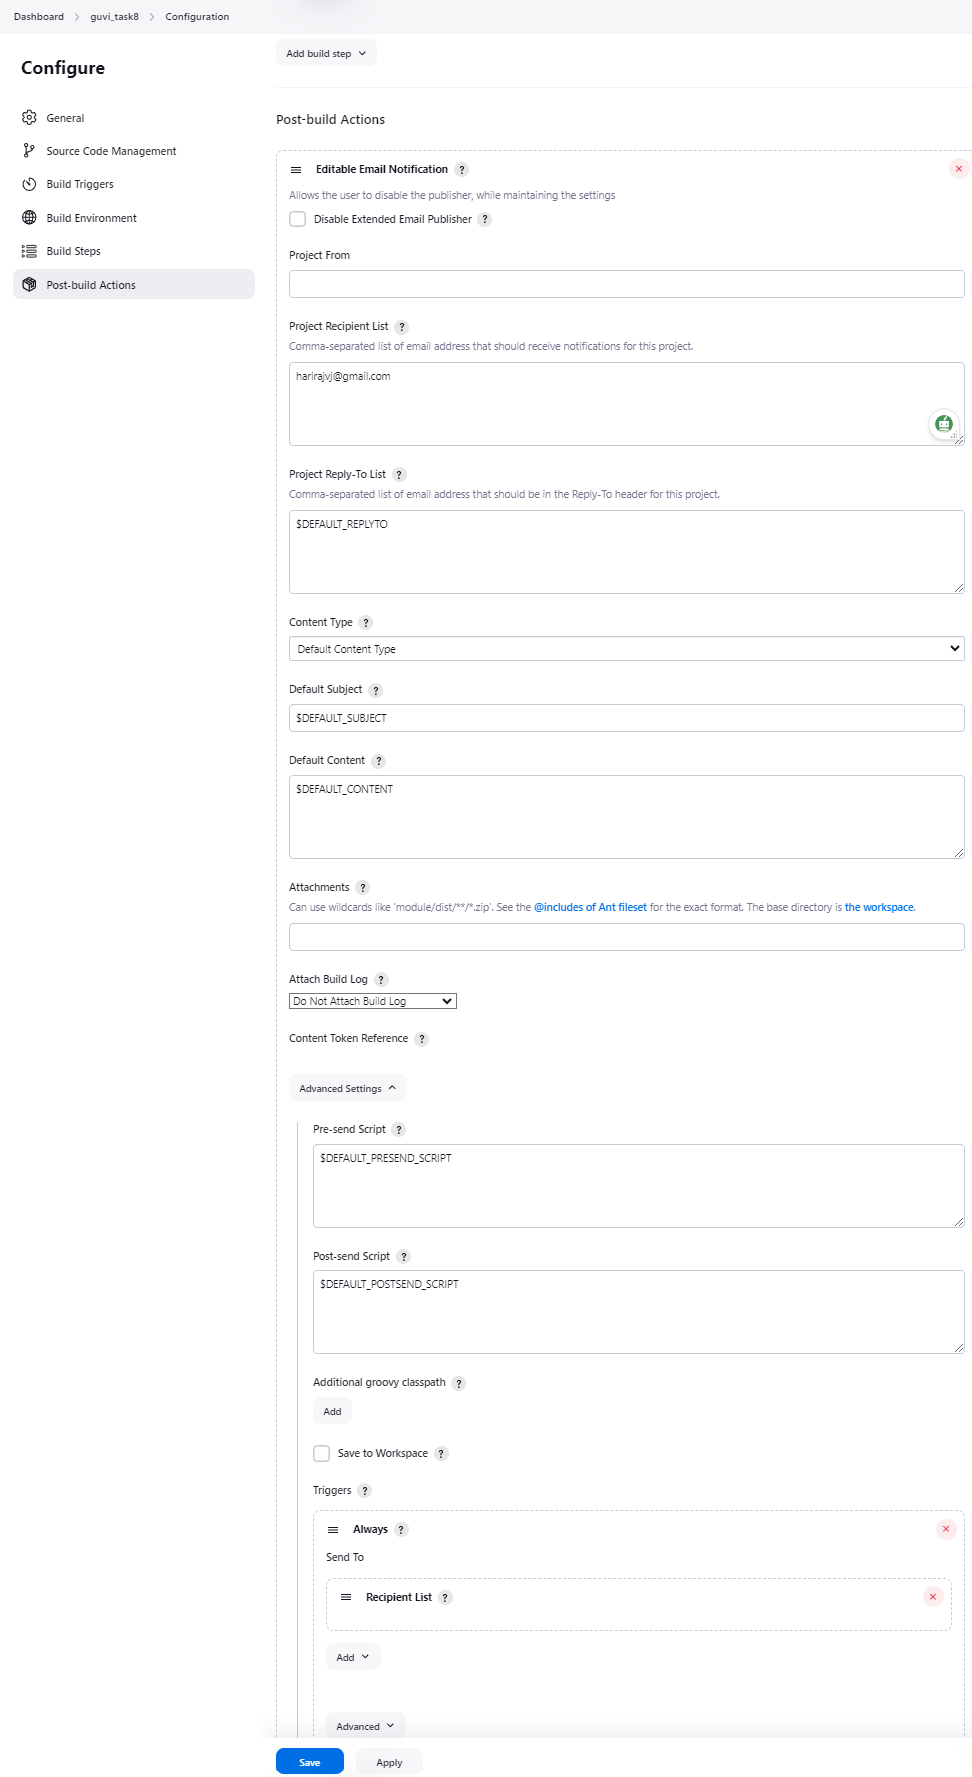 Dashboard > guvi_task8 > Configuration
Configure
General
Source Code Management
Build Triggers
Build Environment
Build Steps
Post-build Actions
Add build step
Post-build Actions
Editable Email Notification ?
Allows the user to disable the publisher, while maintaining the settings
Disable Extended Email Publisher ?
Project From
Project Recipient List ?
Comma-separated list of email address that should receive notifications for this project.
harirajvj@gmail.com
Project Reply-To List ?
Comma-separated list of email address that should be in the Reply-To header for this project.
$DEFAULT_REPLYTO
Content Type ?
Default Content Type
Default Subject ?
$DEFAULT_SUBJECT
Default Content ?
$DEFAULT_CONTENT
Attachments ?
Can use wildcards like 'module/dist/**/*.zip'. See the @includes of Ant fileset for the exact format. The base directory is the workspace.
Attach Build Log ?
Do Not Attach Build Log
Content Token Reference ?
Advanced Settings
Pre-send Script ?
$DEFAULT_PRESEND_SCRIPT
Post-send Script ?
$DEFAULT_POSTSEND_SCRIPT
Additional groovy classpath ?
Add
Save to Workspace ?
Triggers ?
Always ?
Send To
Recipient List ?
Add
Advanced
Save Apply